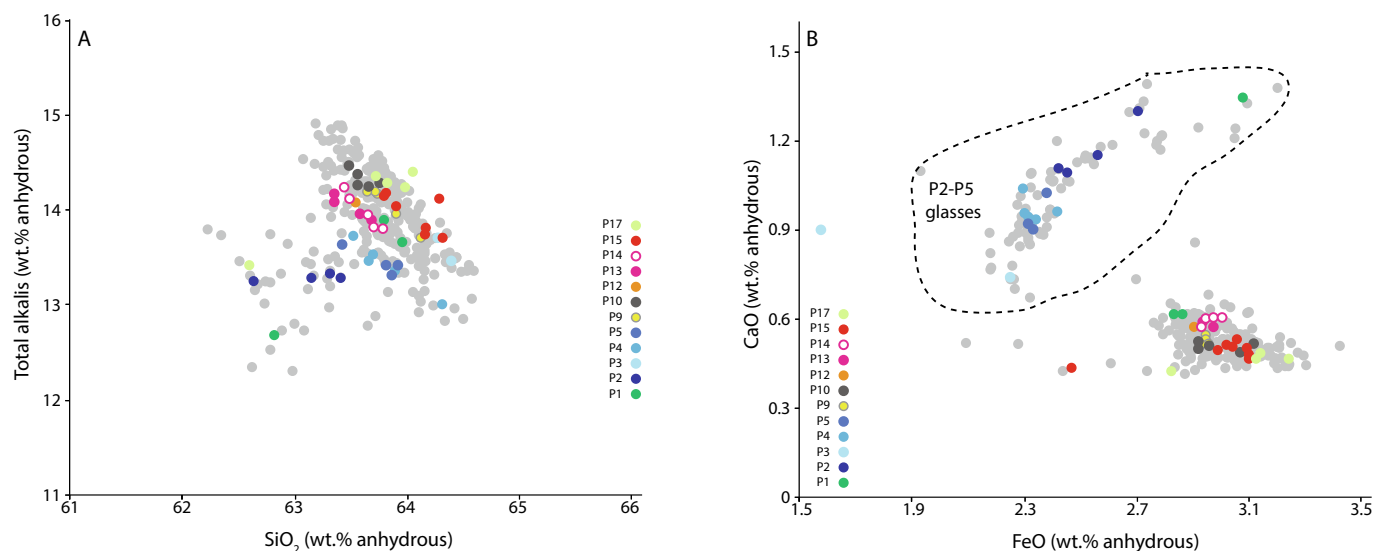 A
Total alkalis (wt.% anhydrous)
16
15
14
13
12
11
61
62
63
64
65
66
SiO2 (wt.% anhydrous)
P17
P15
P14
P13
P12
P10
P9
P5
P4
P3
P2
P1
B
CaO (wt.% anhydrous)
1.5
1.2
0.9
0.6
0.3
0
1.5
1.9
2.3
2.7
3.1
3.5
FeO (wt.% anhydrous)
P2-P5
glasses
P17
P15
P14
P13
P12
P10
P9
P5
P4
P3
P2
P1